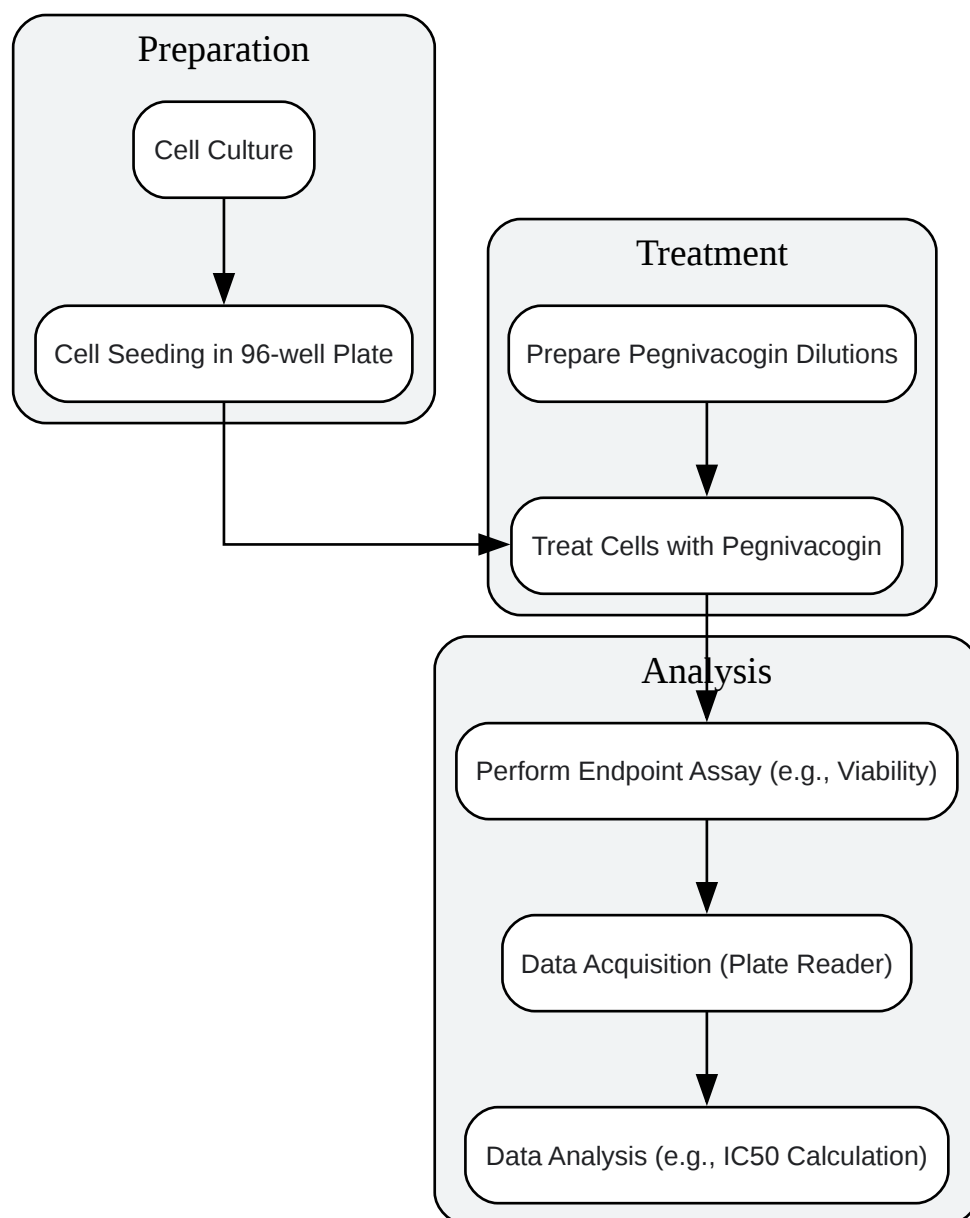 Preparation
Cell Culture
Cell Seeding in 96-well Plate
Treatment
Prepare Pegnivacogin Dilutions
Treat Cells with Pegnivacogin
Analysis
Perform Endpoint Assay (e.g., Viability)
Data Acquisition (Plate Reader)
Data Analysis (e.g., IC50 Calculation)